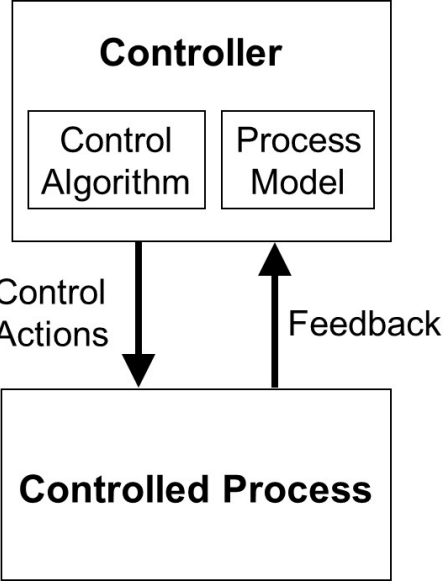 Controller
Control
Algorithm
Process
Model
Control
Actions
Feedback
Controlled Process